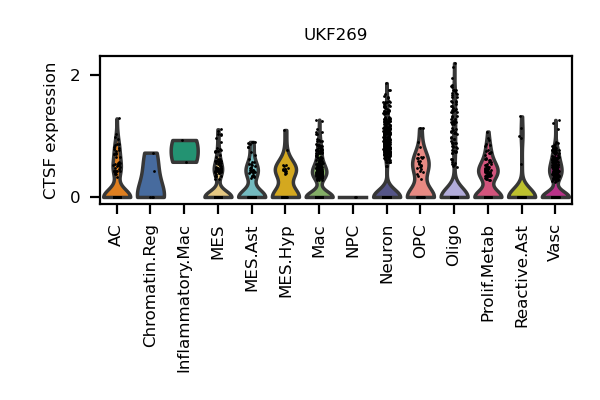 UKF269
CTSF expression
2
0
AC
Chromatin.Reg
Inflammatory.Mac
MES
MES.Ast
MES.Hyp
Mac
NPC
Neuron
OPC
Oligo
Prolif.Metab
Reactive.Ast
Vasc